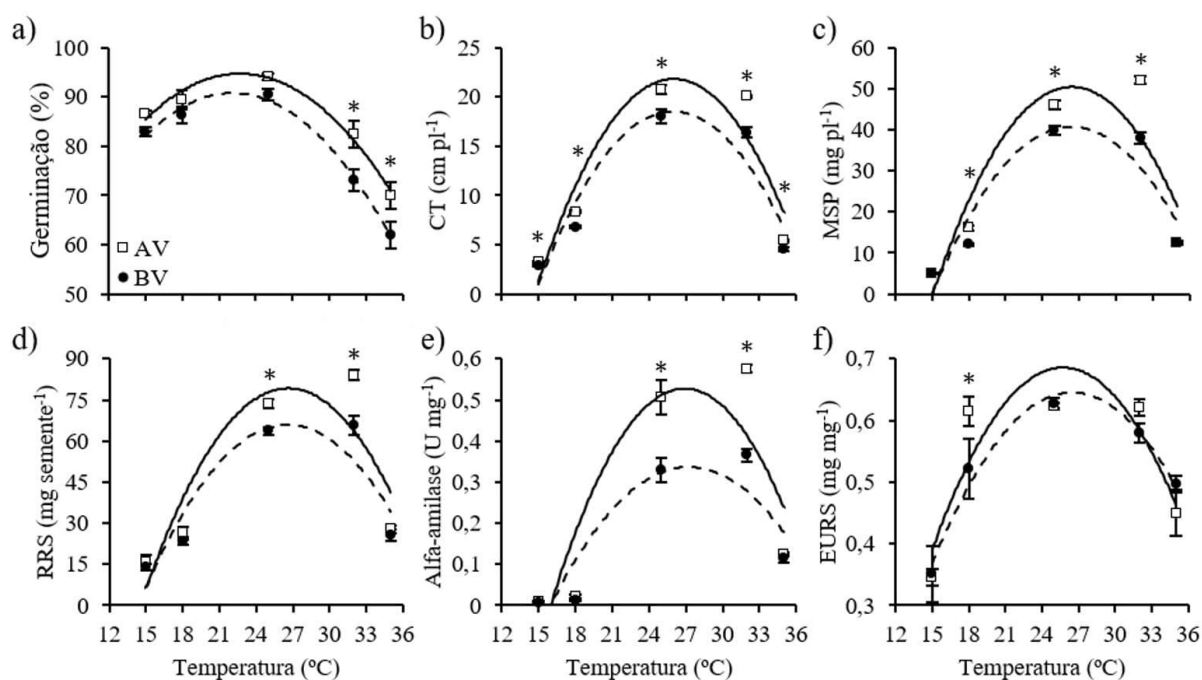 a)
Germinação (%)
100
90
80
70
60
50
AV
BV
* *
b)
CT (cm pl⁻¹)
25
20
15
10
5
0
* * * * *
c)
MSP (mg pl⁻¹)
60
50
40
30
20
10
0
* * *
d)
RRS (mg semente⁻¹)
90
75
60
45
30
15
0
* *
12 15 18 21 24 27 30 33 36
Temperatura (ºC)
e)
Alfa-amilase (U mg⁻¹)
0,6
0,5
0,4
0,3
0,2
0,1
0
* *
12 15 18 21 24 27 30 33 36
Temperatura (ºC)
f)
EURS (mg mg⁻¹)
0,7
0,6
0,5
0,4
0,3
*
12 15 18 21 24 27 30 33 36
Temperatura (ºC)